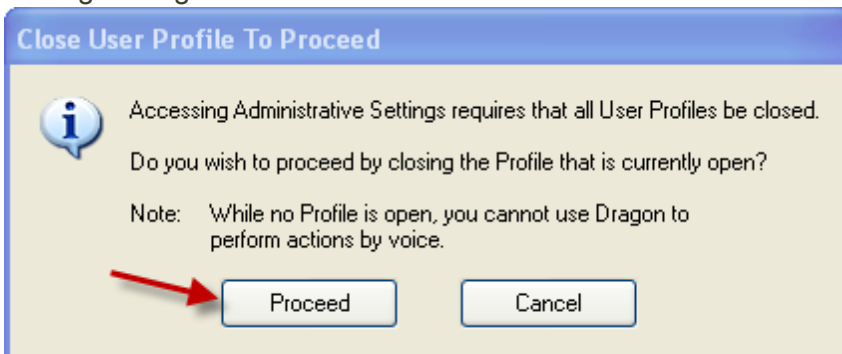 Close User Profile To Proceed
Accessing Administrative Settings requires that all User Profiles be closed.
Do you wish to proceed by closing the Profile that is currently open?
Note: While no Profile is open, you cannot use Dragon to
perform actions by voice.
Proceed Cancel